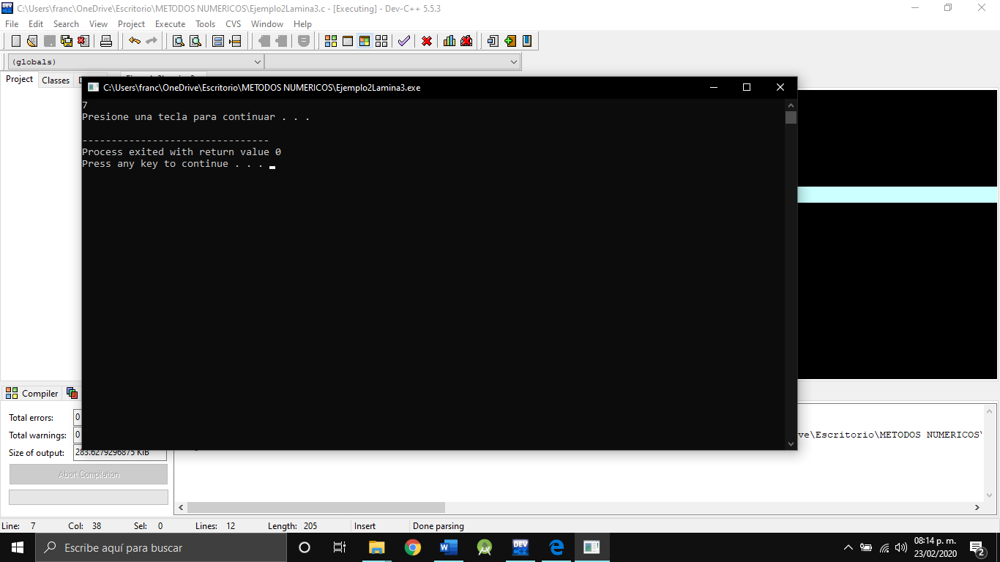 C:\Users\franc\OneDrive\Escritorio\METODOS NUMERICOS\Ejemplo2Lamina3.c - [Executing] - Dev-C++ 5.5.3
File Edit Search View Project Execute Tools CVS Window Help
(globals)
Project Classes
C:\Users\franc\OneDrive\Escritorio\METODOS NUMERICOS\Ejemplo2Lamina3.exe
7
Presione una tecla para continuar . . .
--------------------------------
Process exited with return value 0
Press any key to continue . . .
Compiler
Total errors: 0
Total warnings: 0 ve\Escritorio\METODOS NUMERICOS\
Size of output: 283.6279296875 KiB
Abort Compilation
Line: 7 Col: 38 Sel: 0 Lines: 12 Length: 205 Insert Done parsing
Escribe aquí para buscar
DEV
08:14 p. m.
23/02/2020
2